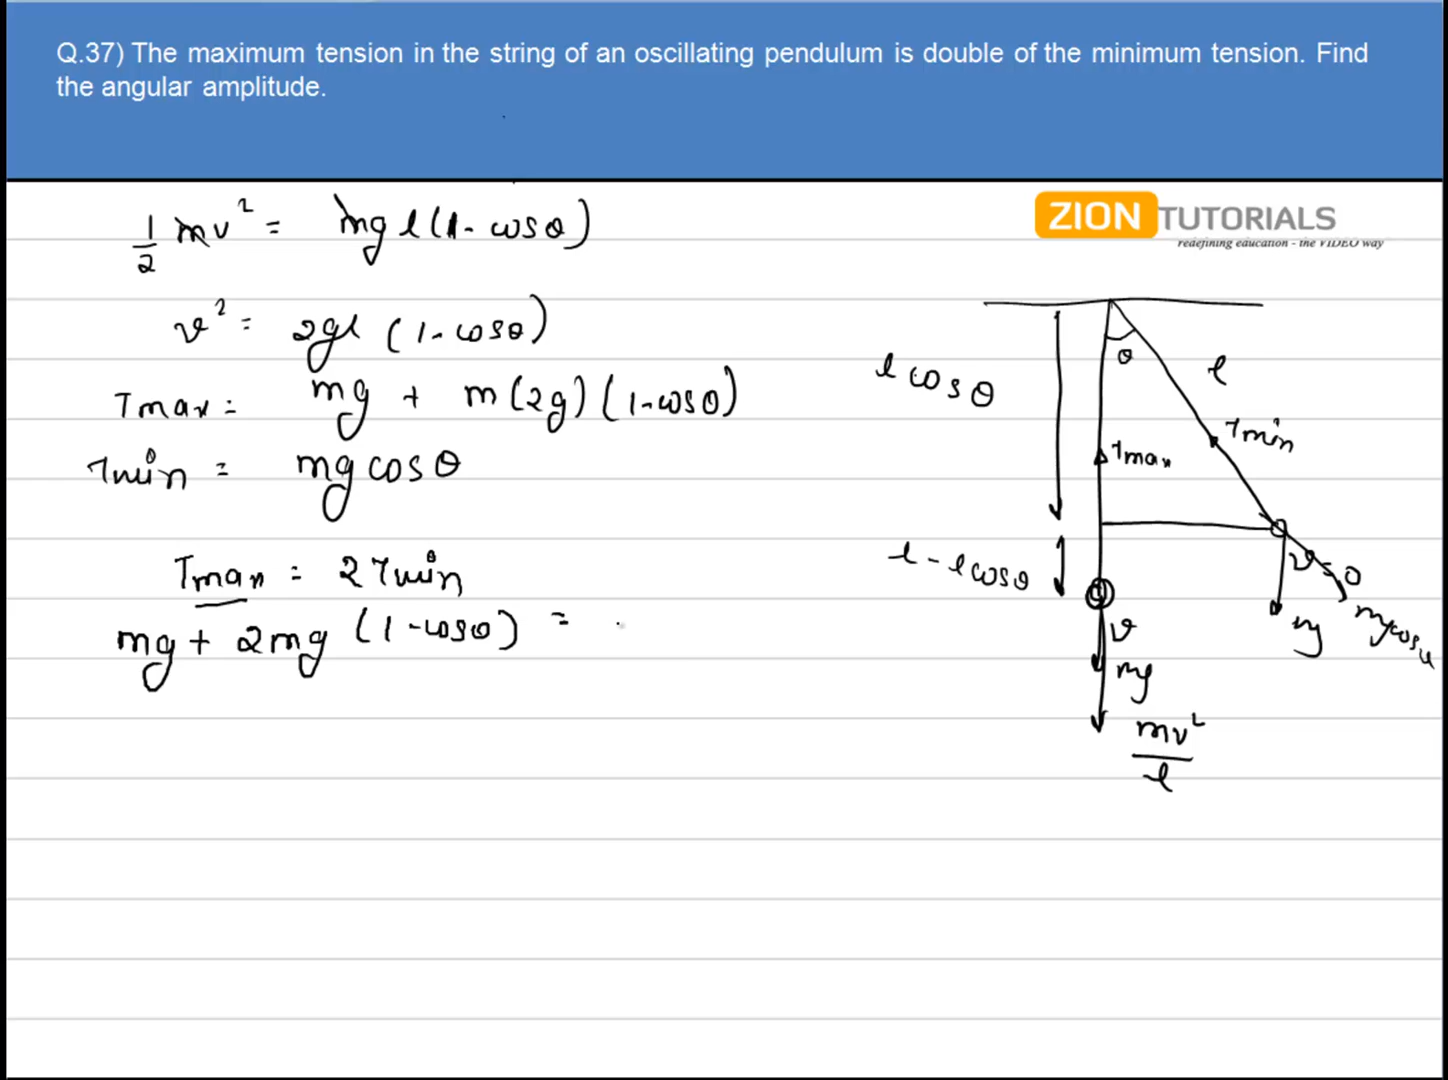 Q.37) The maximum tension in the string of an oscillating pendulum is double of the minimum tension. Find
the angular amplitude.
ZION TUTORIALS
redefining education - the VIDEO way
1/2 mv² = mgl(1-cosθ)
v² = 2gl (1-cosθ)
Tmax = mg + m(2g)(1-cosθ)
Tmin = mg cosθ
Tmax = 2Tmin
mg + 2mg (1-cosθ) =
θ
l cosθ
l
Tmin
Tmax
l - l cosθ
v=0
v
mg
mg
mv²/l